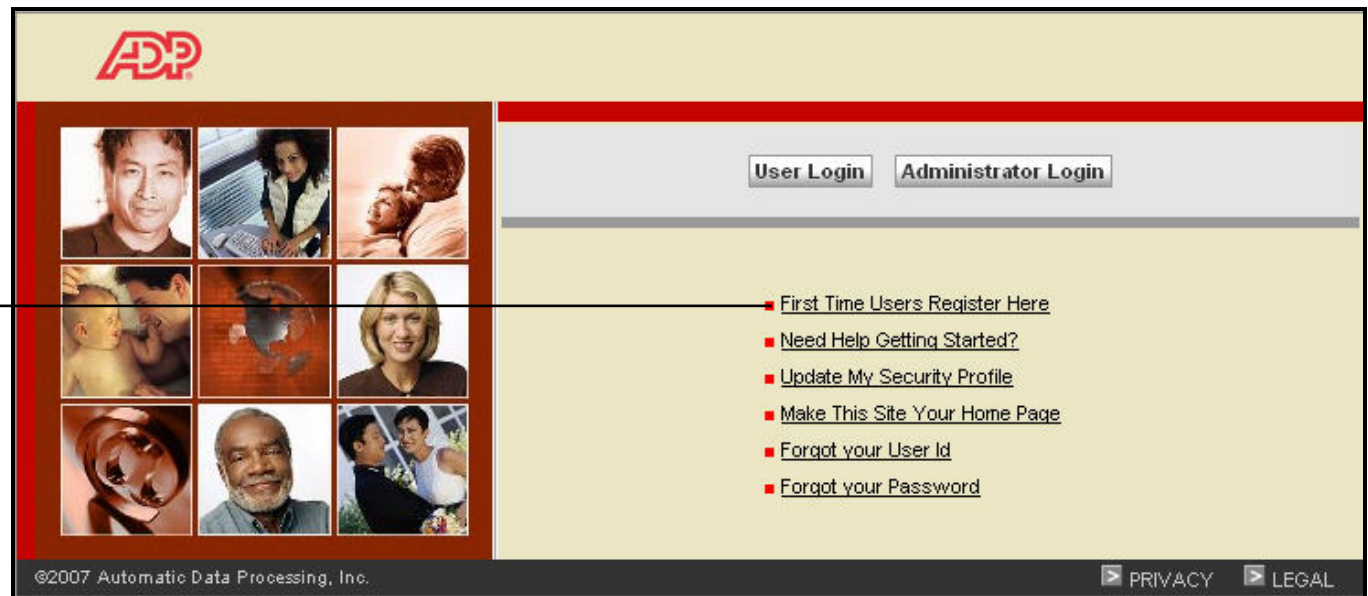 ADP
User Login Administrator Login
First Time Users Register Here
Need Help Getting Started?
Update My Security Profile
Make This Site Your Home Page
Forgot your User Id
Forgot your Password
©2007 Automatic Data Processing, Inc. PRIVACY LEGAL